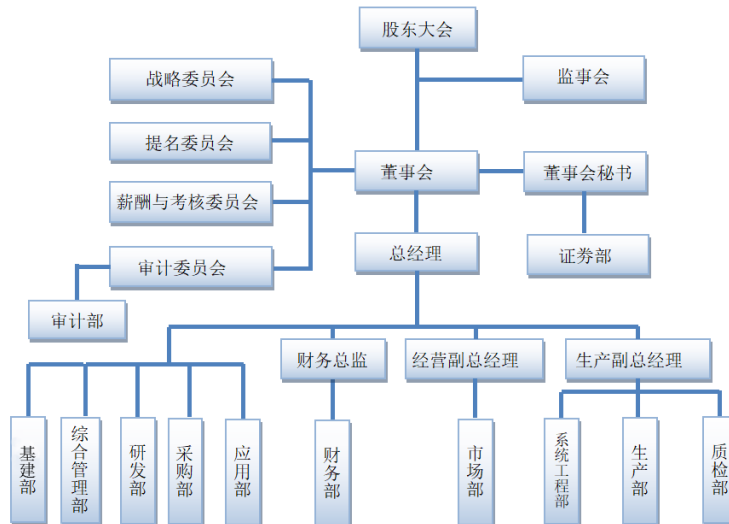 股东大会
监事会
战略委员会
提名委员会
董事会
董事会秘书
薪酬与考核委员会
总经理
证券部
审计委员会
审计部
财务总监
经营副总经理
生产副总经理
基建部
综合管理部
研发部
采购部
应用部
财务部
市场部
系统工程部
生产部
质检部